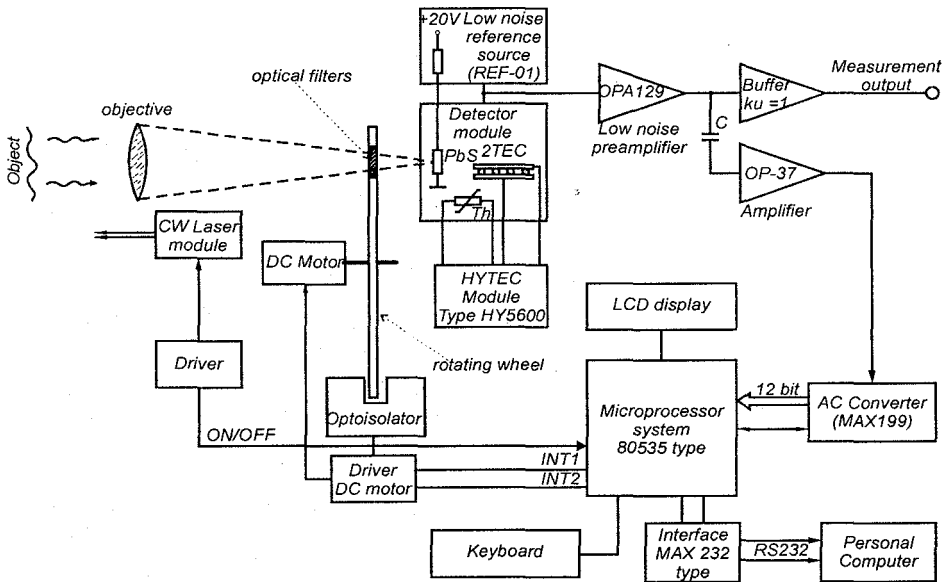 +20V Low noise
reference
source
(REF-01)
optical filters
objective
Object
Detector
module
PbS 2TEC
Th
OPA129
Low noise
preamplifier
C
Buffer
ku =1
Measurement
output
OP-37
Amplifier
CW Laser
module
DC Motor
HYTEC
Module
Type HY5600
LCD display
Driver
rotating wheel
Optoisolator
ON/OFF
Microprocessor
system
80535 type
12 bit
AC Converter
(MAX199)
Driver
DC motor
INT1
INT2
Keyboard
Interface
MAX 232
type
RS232
Personal
Computer